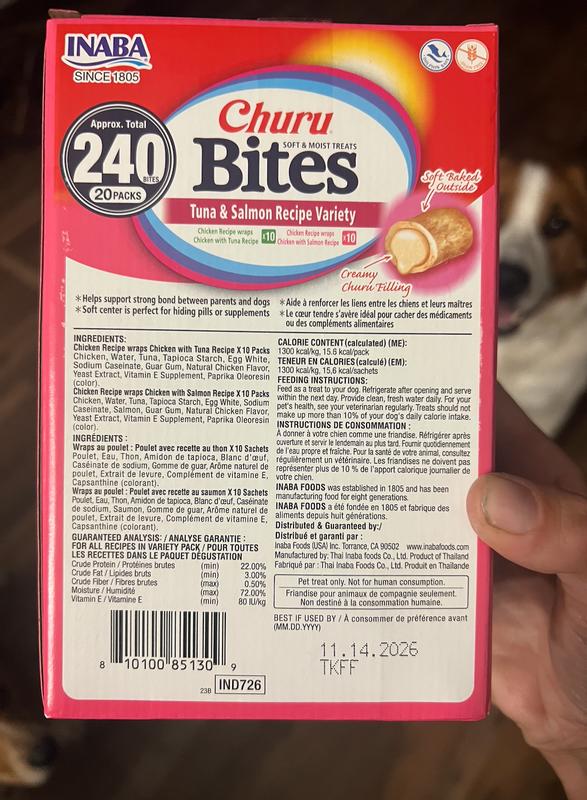 INABA
SINCE 1805
Approx. Total
240
BITES
20 PACKS
Churu
SOFT & MOIST TREATS
Bites
Tuna & Salmon Recipe Variety
Chicken Recipe wraps
Chicken with Tuna Recipe
x10
Chicken Recipe wraps
Chicken with Salmon Recipe
x10
Soft Baked
Outside
Creamy
Churu Filling
*Helps support strong bond between parents and dogs
*Soft center is perfect for hiding pills or supplements
*Aide à renforcer les liens entre les chiens et leurs maîtres
*Le cœur tendre s'avère idéal pour cacher des médicaments
ou des compléments alimentaires
INGREDIENTS:
Chicken Recipe wraps Chicken with Tuna Recipe X10 Packs
Chicken, Water, Tuna, Tapioca Starch, Egg White,
Sodium Caseinate, Guar Gum, Natural Chicken Flavor,
Yeast Extract, Vitamin E Supplement, Paprika Oleoresin
(color).
Chicken Recipe wraps Chicken with Salmon Recipe X10 Packs
Chicken, Water, Tuna, Tapioca Starch, Egg White, Sodium
Caseinate, Salmon, Guar Gum, Natural Chicken Flavor,
Yeast Extract, Vitamin E Supplement, Paprika Oleoresin
(color).
INGRÉDIENTS :
Wraps au poulet : Poulet avec recette au thon X10 Sachets
Poulet, Eau, Thon, Amidon de tapioca, Blanc d'œuf,
Caséinate de sodium, Gomme de guar, Arôme naturel de
poulet, Extrait de levure, Complément de vitamine E,
Capsanthine (colorant).
Wraps au poulet : Poulet avec recette au saumon X10 Sachets
Poulet, Eau, Thon, Amidon de tapioca, Blanc d'œuf, Caséinate
de sodium, Saumon, Gomme de guar, Arôme naturel de
poulet, Extrait de levure, Complément de vitamine E,
Capsanthine (colorant).
GUARANTEED ANALYSIS: / ANALYSE GARANTIE :
FOR ALL RECIPES IN VARIETY PACK / POUR TOUTES
LES RECETTES DANS LE PAQUET DÉGUSTATION
Crude Protein / Protéines brutes (min) 22.00%
Crude Fat / Lipides bruts (min) 3.00%
Crude Fiber / Fibres brutes (max) 0.50%
Moisture / Humidité (max) 72.00%
Vitamin E / Vitamine E (min) 80 IU/kg
8 10100 85130 9
23B IND726
CALORIE CONTENT (calculated) (ME):
1300 kcal/kg, 15.6 kcal/pack
TENEUR EN CALORIES (calculé) (EM):
1300 kcal/kg, 15,6 kcal/sachets
FEEDING INSTRUCTIONS:
Feed as a treat to your dog. Refrigerate after opening and serve
within the next day. Provide clean, fresh water daily. For your
pet's health, see your veterinarian regularly. Treats should not
make up more than 10% of your dog's daily calorie intake.
INSTRUCTIONS DE CONSOMMATION :
À donner à votre chien comme une friandise. Réfrigérer après
ouverture et servir le lendemain au plus tard. Fournir quotidiennement
de l'eau propre et fraîche. Pour la santé de votre animal, consultez
régulièrement un vétérinaire. Les friandises ne doivent pas
représenter plus de 10 % de l'apport calorique journalier de
votre chien.
INABA FOODS was established in 1805 and has been
manufacturing food for eight generations.
INABA FOODS a été fondée en 1805 et fabrique des
aliments depuis huit générations.
Distributed & Guaranteed by:/
Distribué et garanti par :
Inaba Foods (USA) Inc. Torrance, CA 90502 www.inabafoods.com
Manufactured by: Thai Inaba Foods Co., Ltd. Product of Thailand
Fabriqué par : Thai Inaba Foods Co., Ltd. Produit en Thaïlande
Pet treat only. Not for human consumption.
Friandise pour animaux de compagnie seulement.
Non destiné à la consommation humaine.
BEST IF USED BY / À consommer de préférence avant
(MM.DD.YYYY)
11.14.2026
TKFF